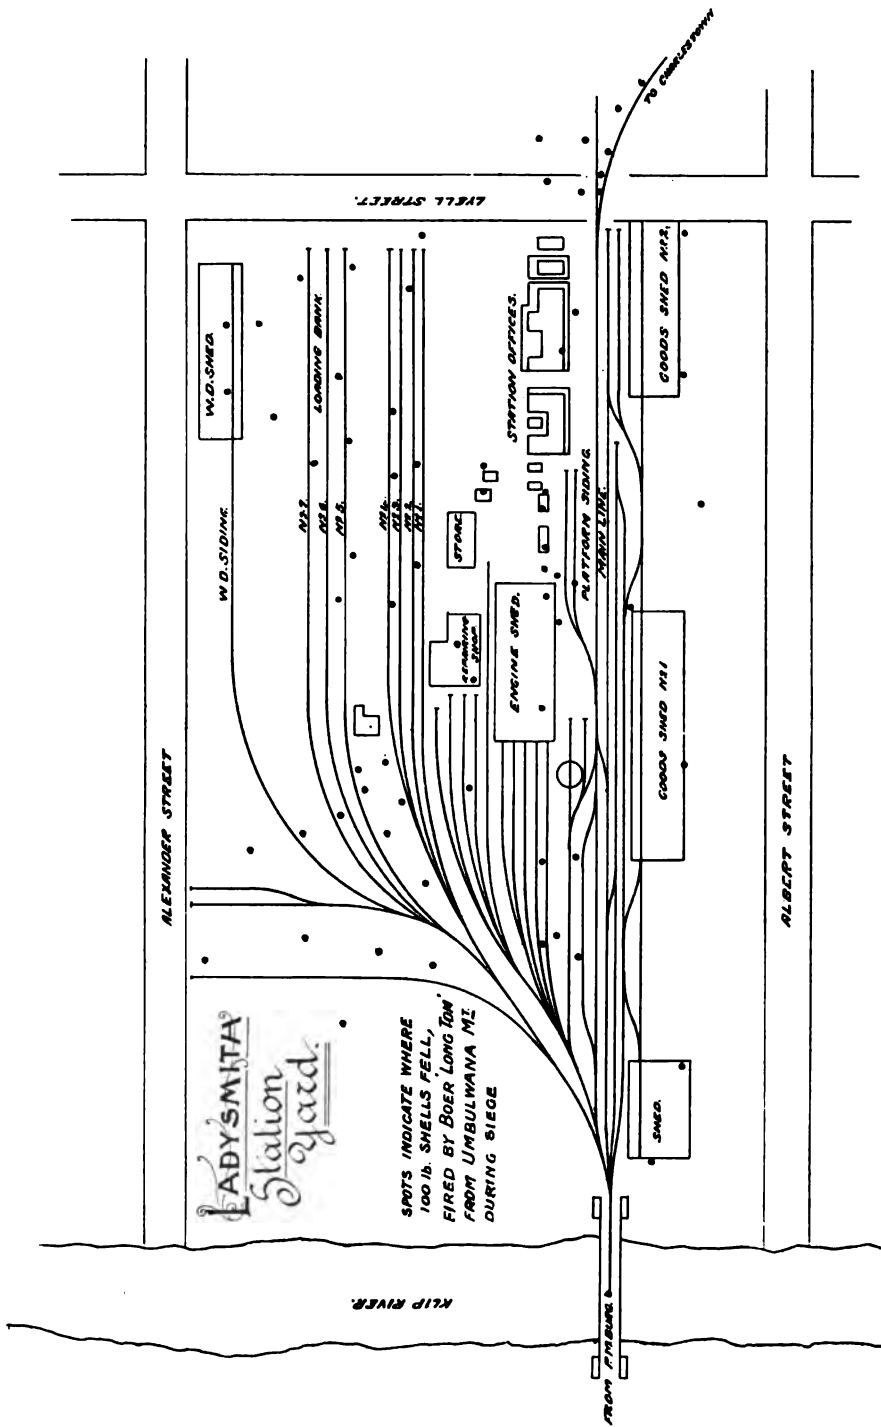 LADYSMITH
Station
Yard.
SPOTS INDICATE WHERE
100 lb. SHELLS FELL,
FIRED BY BOER 'LONG TOM'
FROM UMBULWANA MT.
DURING SIEGE
KLIP RIVER.
FROM P.M.BURG.
ALEXANDER STREET
W.D. SIDING.
W.D. SHED.
Nº 7.
Nº 6.
Nº 5.
LOADING BANK.
Nº 4.
Nº 3.
Nº 2.
Nº 1.
REPAIRING
SHOP.
STORE.
ENGINE SHED.
STATION OFFICES.
PLATFORM SIDING.
MAIN LINE.
SHED.
GOODS SHED Nº 1
GOODS SHED Nº 2.
ALBERT STREET
LYELL STREET.
TO CHARLESTOWN